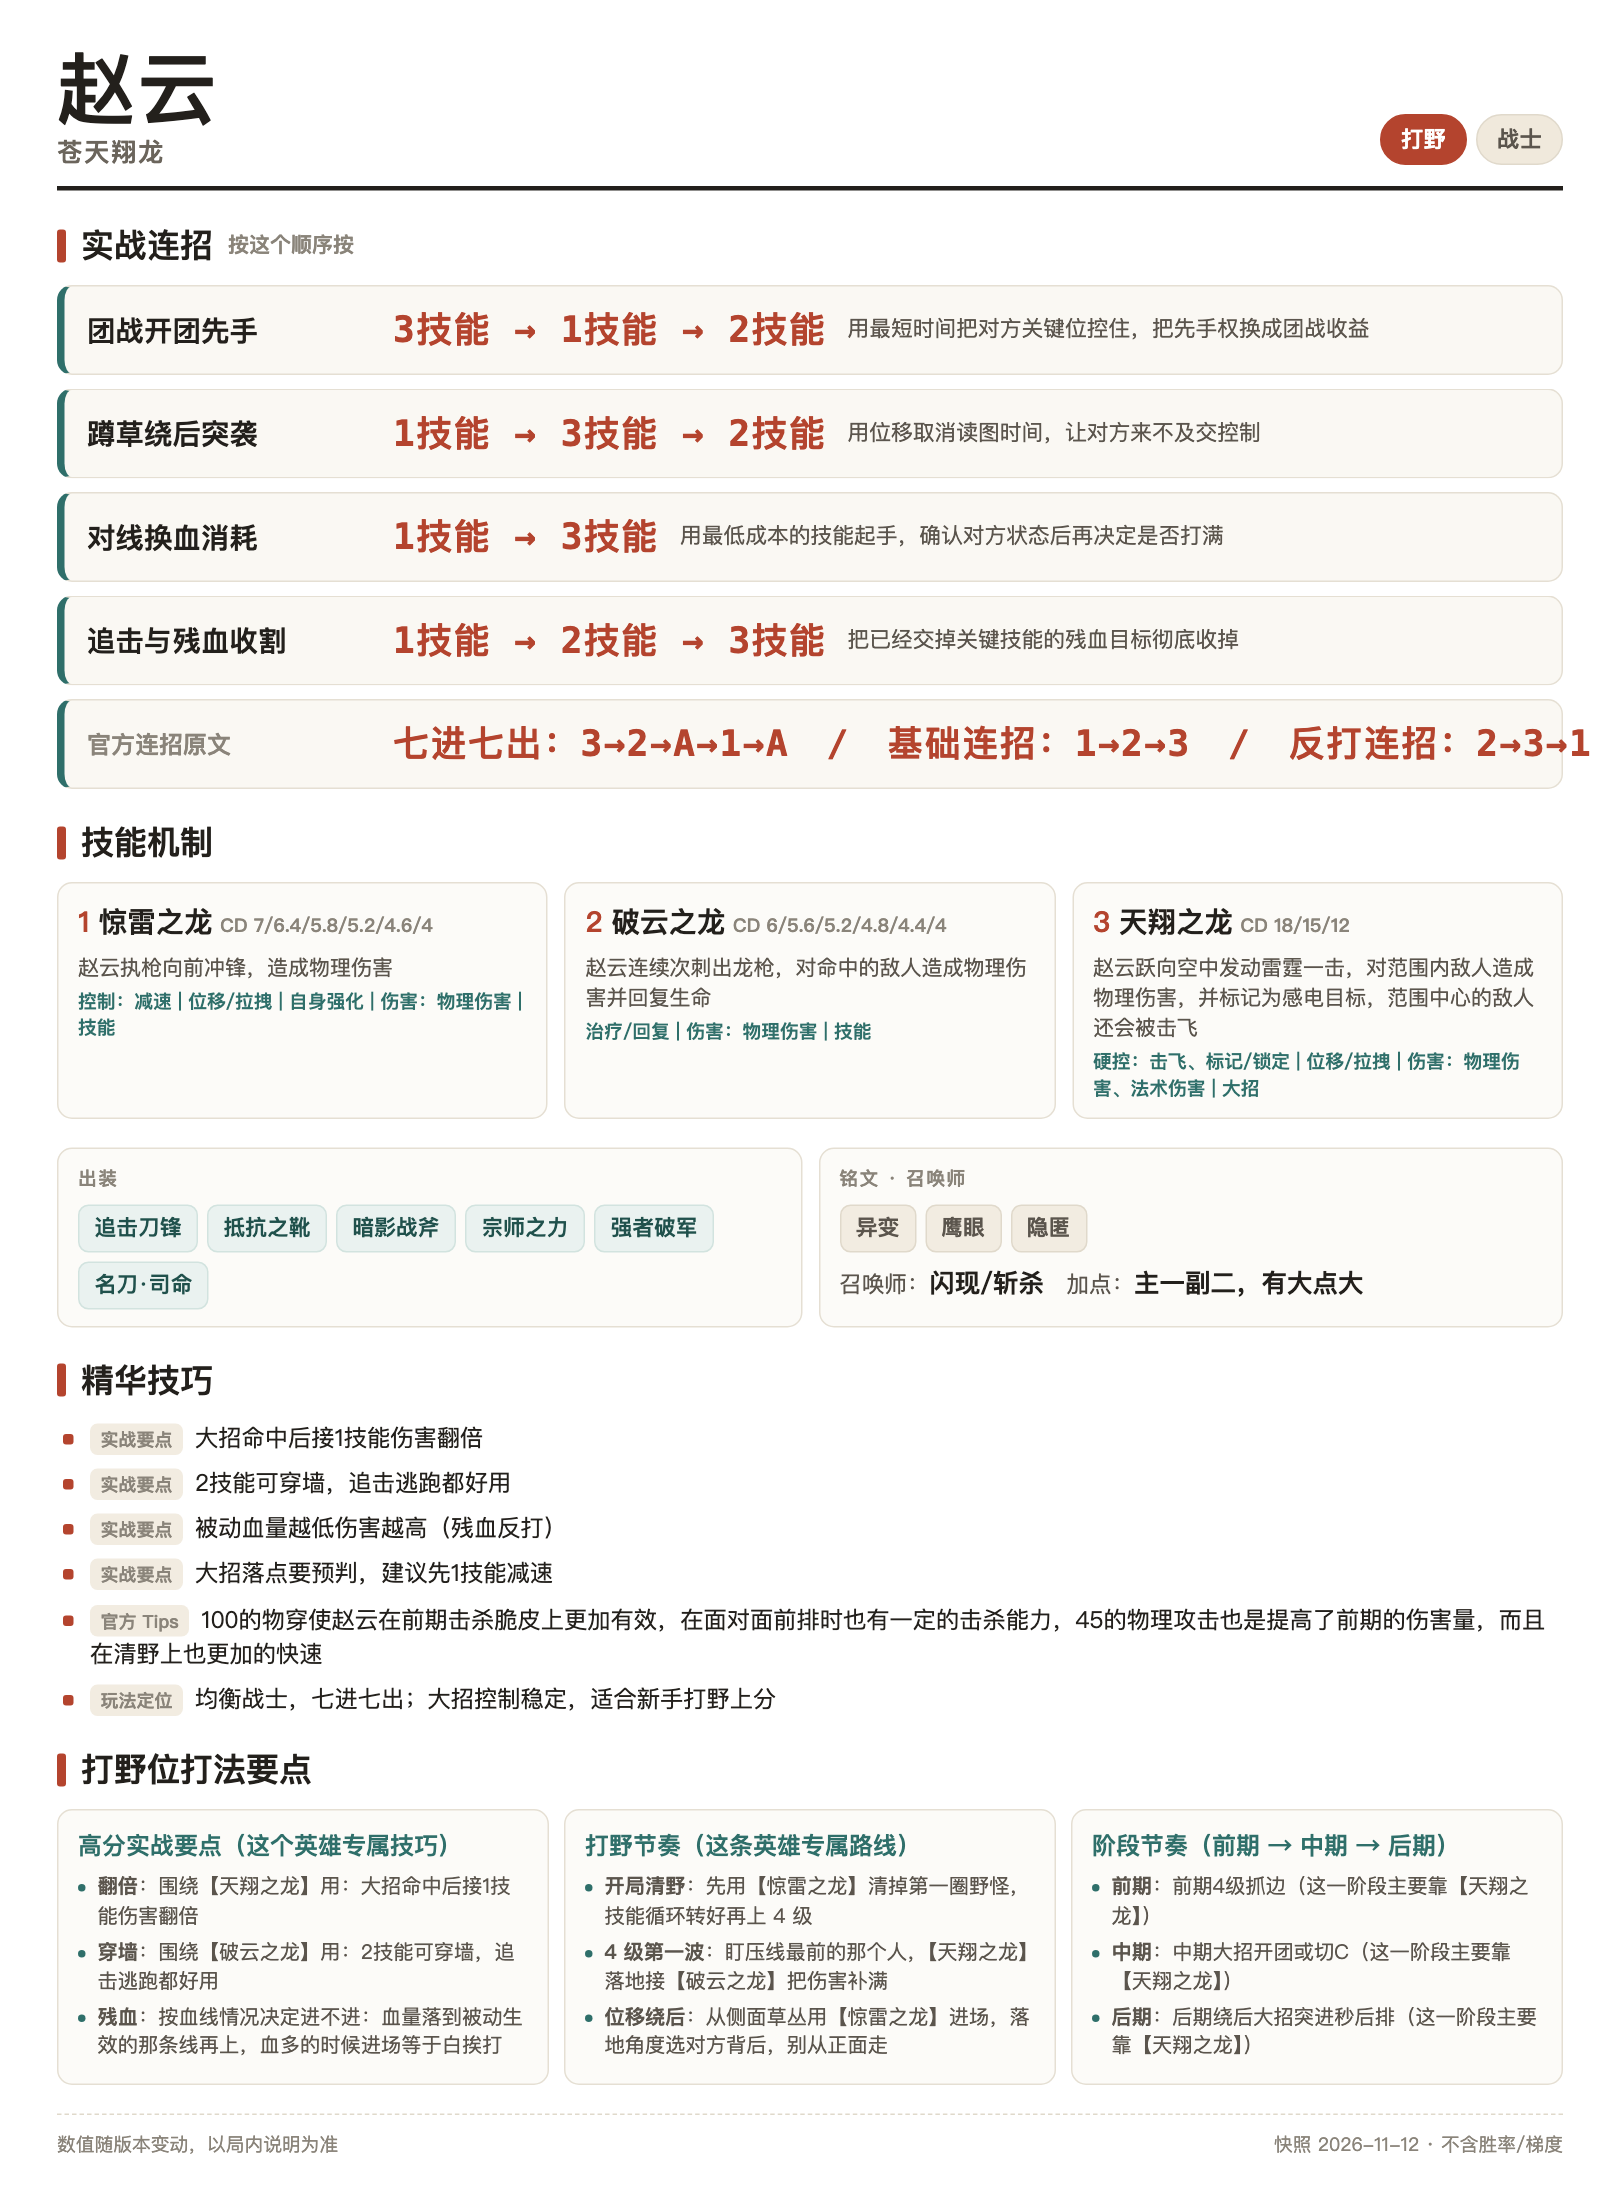 赵云
苍天翔龙
打野 战士
实战连招 按这个顺序按
团战开团先手 3技能 → 1技能 → 2技能 用最短时间把对方关键位控住，把先手权换成团战收益
蹲草绕后突袭 1技能 → 3技能 → 2技能 用位移取消读图时间，让对方来不及交控制
对线换血消耗 1技能 → 3技能 用最低成本的技能起手，确认对方状态后再决定是否打满
追击与残血收割 1技能 → 2技能 → 3技能 把已经交掉关键技能的残血目标彻底收掉
官方连招原文 七进七出：3→2→A→1→A / 基础连招：1→2→3 / 反打连招：2→3→1
技能机制
1 惊雷之龙 CD 7/6.4/5.8/5.2/4.6/4
赵云执枪向前冲锋，造成物理伤害
控制：减速 | 位移/拉拽 | 自身强化 | 伤害：物理伤害 |
技能
2 破云之龙 CD 6/5.6/5.2/4.8/4.4/4
赵云连续次刺出龙枪，对命中的敌人造成物理伤
害并回复生命
治疗/回复 | 伤害：物理伤害 | 技能
3 天翔之龙 CD 18/15/12
赵云跃向空中发动雷霆一击，对范围内敌人造成
物理伤害，并标记为感电目标，范围中心的敌人
还会被击飞
硬控：击飞、标记/锁定 | 位移/拉拽 | 伤害：物理伤
害、法术伤害 | 大招
出装
追击刀锋 抵抗之靴 暗影战斧 宗师之力 强者破军
名刀·司命
铭文 · 召唤师
异变 鹰眼 隐匿
召唤师：闪现/斩杀 加点：主一副二，有大点大
精华技巧
实战要点 大招命中后接1技能伤害翻倍
实战要点 2技能可穿墙，追击逃跑都好用
实战要点 被动血量越低伤害越高（残血反打）
实战要点 大招落点要预判，建议先1技能减速
官方 Tips 100的物穿使赵云在前期击杀脆皮上更加有效，在面对面前排时也有一定的击杀能力，45的物理攻击也是提高了前期的伤害量，而且
在清野上也更加的快速
玩法定位 均衡战士，七进七出；大招控制稳定，适合新手打野上分
打野位打法要点
高分实战要点（这个英雄专属技巧）
翻倍：围绕【天翔之龙】用：大招命中后接1技
能伤害翻倍
穿墙：围绕【破云之龙】用：2技能可穿墙，追
击逃跑都好用
残血：按血线情况决定进不进：血量落到被动生
效的那条线再上，血多的时候进场等于白挨打
打野节奏（这条英雄专属路线）
开局清野：先用【惊雷之龙】清掉第一圈野怪，
技能循环转好再上 4 级
4 级第一波：盯压线最前的那个人，【天翔之龙】
落地接【破云之龙】把伤害补满
位移绕后：从侧面草丛用【惊雷之龙】进场，落
地角度选对方背后，别从正面走
阶段节奏（前期 → 中期 → 后期）
前期：前期4级抓边（这一阶段主要靠【天翔之
龙】）
中期：中期大招开团或切C（这一阶段主要靠
【天翔之龙】）
后期：后期绕后大招突进秒后排（这一阶段主要
靠【天翔之龙】）
数值随版本变动，以局内说明为准
快照 2026-11-12 · 不含胜率/梯度